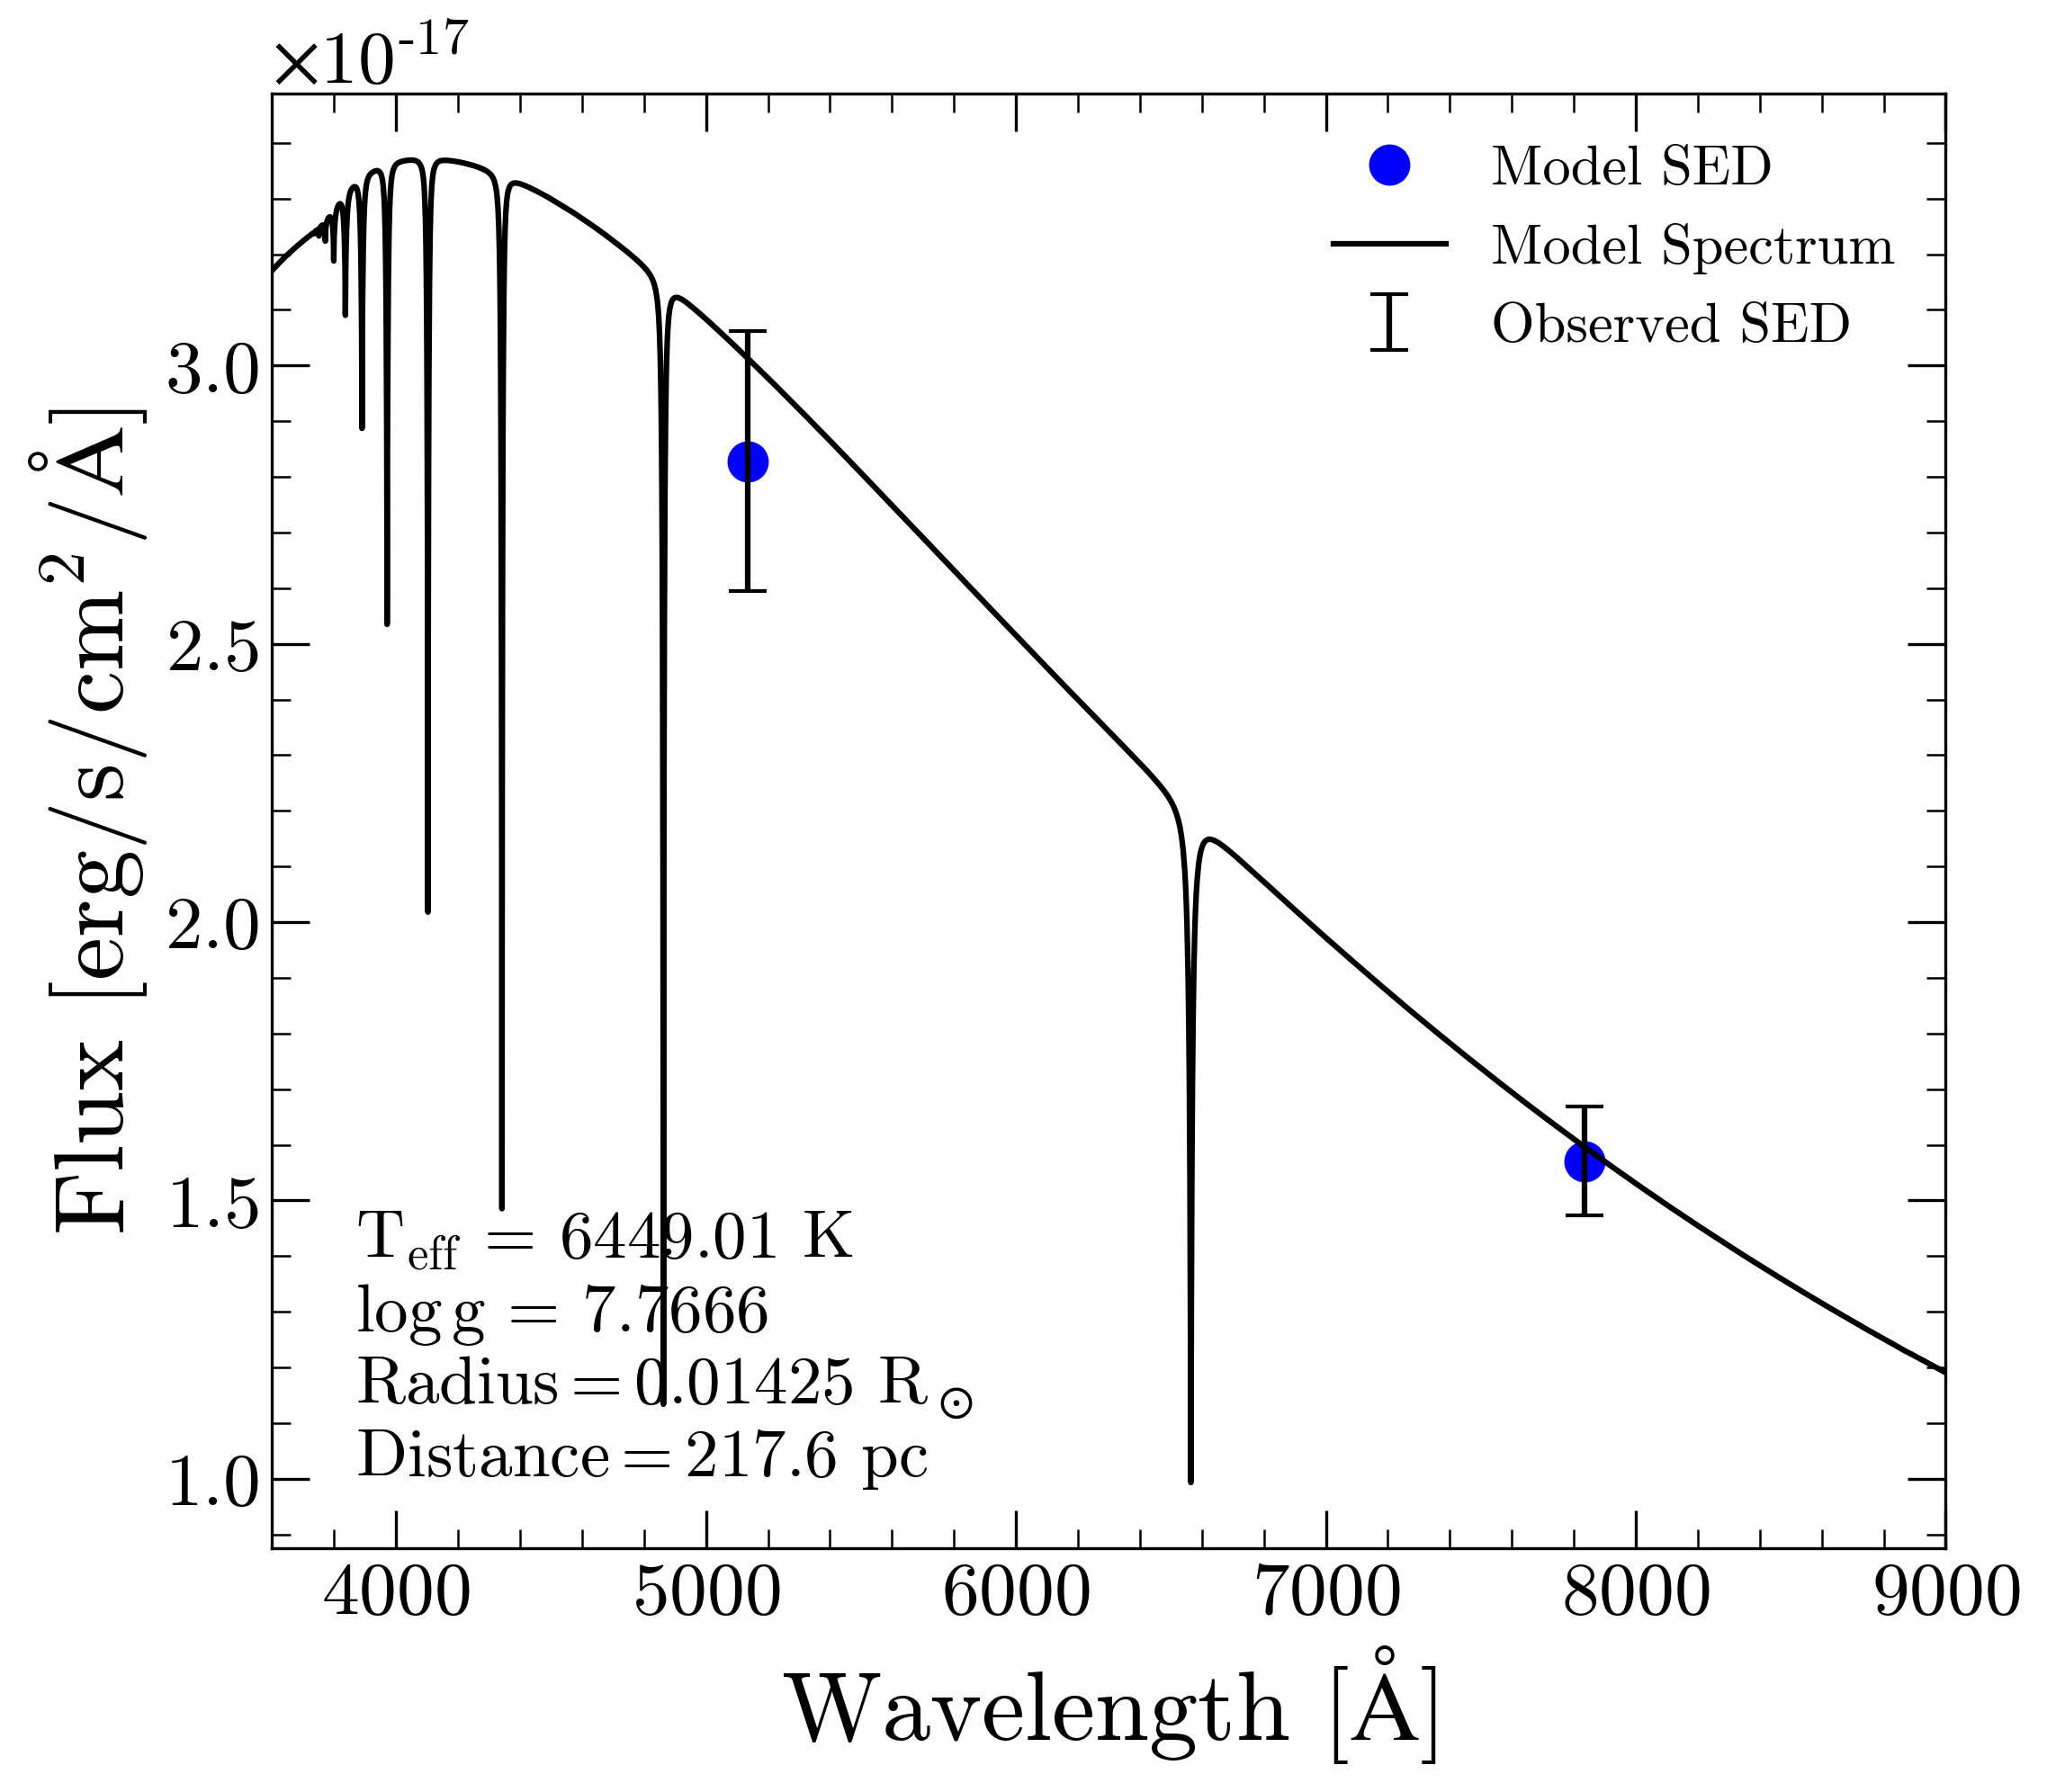 ×10⁻¹⁷
Flux [erg/s/cm²/Å]
3.0
2.5
2.0
1.5
1.0
Model SED
Model Spectrum
Observed SED
T_eff = 6449.01 K
log g = 7.7666
Radius = 0.01425 R_⊙
Distance = 217.6 pc
4000 5000 6000 7000 8000 9000
Wavelength [Å]